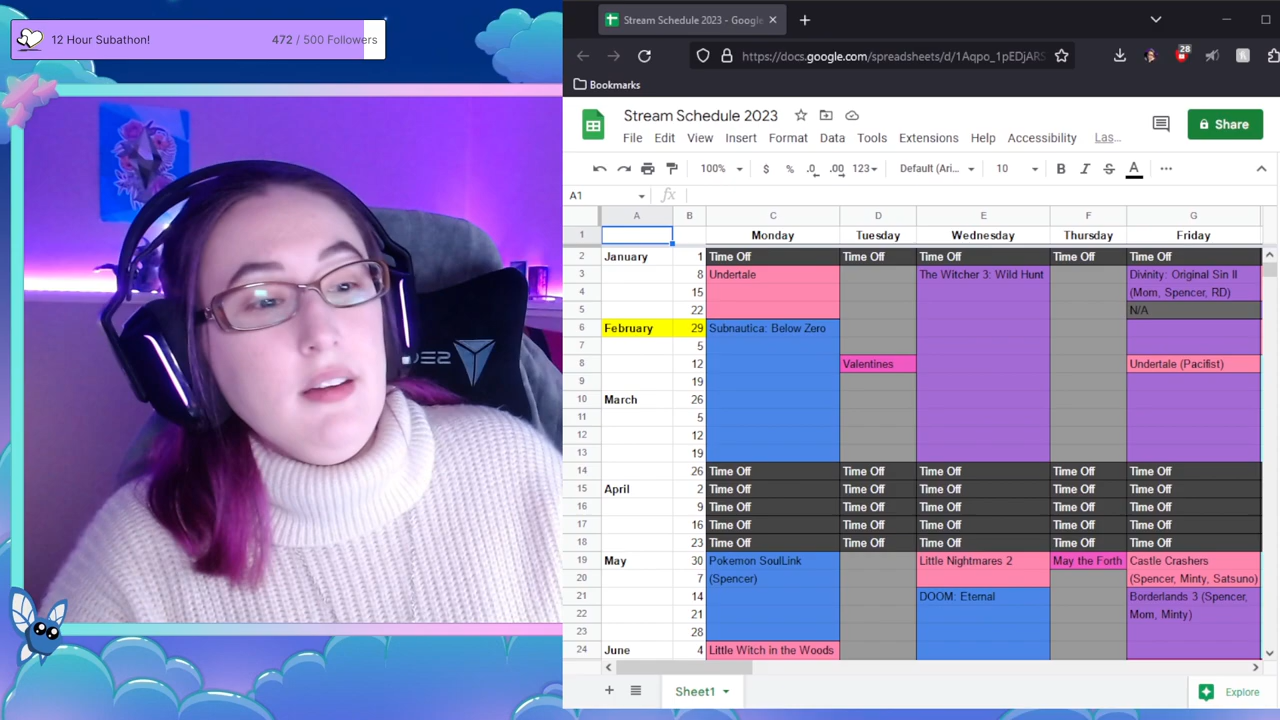 12 Hour Subathon! 472 / 500 Followers
Stream Schedule 2023 - Google
28
https://docs.google.com/spreadsheets/d/1Aqpo_1pEDjARS
Bookmarks
Stream Schedule 2023
File Edit View Insert Format Data Tools Extensions Help Accessibility Las...
Share
100% $ % .0 .00 123 Default (Ari... 10 B I S A
A1 fx
A B C D E F G
1 Monday Tuesday Wednesday Thursday Friday
2 January 1 Time Off Time Off Time Off Time Off Time Off
3 8 Undertale The Witcher 3: Wild Hunt Divinity: Original Sin II
4 15 (Mom, Spencer, RD)
5 22 N/A
6 February 29 Subnautica: Below Zero
7 5
8 12 Valentines Undertale (Pacifist)
9 19
10 March 26
11 5
12 12
13 19
14 26 Time Off Time Off Time Off Time Off Time Off
15 April 2 Time Off Time Off Time Off Time Off Time Off
16 9 Time Off Time Off Time Off Time Off Time Off
17 16 Time Off Time Off Time Off Time Off Time Off
18 23 Time Off Time Off Time Off Time Off Time Off
19 May 30 Pokemon SoulLink Little Nightmares 2 May the Forth Castle Crashers
20 7 (Spencer) (Spencer, Minty, Satsuno)
21 14 DOOM: Eternal Borderlands 3 (Spencer,
22 21 Mom, Minty)
23 28
24 June 4 Little Witch in the Woods
Sheet1
Explore